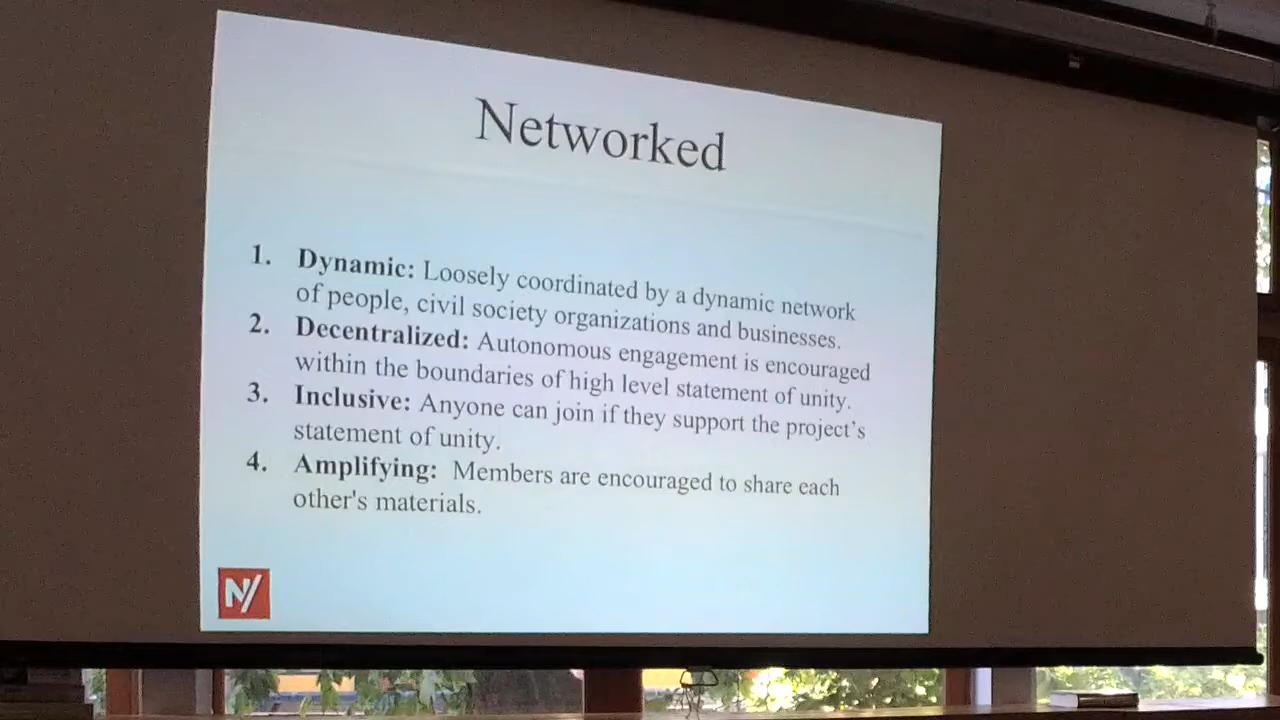 Networked
1. Dynamic: Loosely coordinated by a dynamic network
of people, civil society organizations and businesses.
2. Decentralized: Autonomous engagement is encouraged
within the boundaries of high level statement of unity.
3. Inclusive: Anyone can join if they support the project's
statement of unity.
4. Amplifying: Members are encouraged to share each
other's materials.
N/